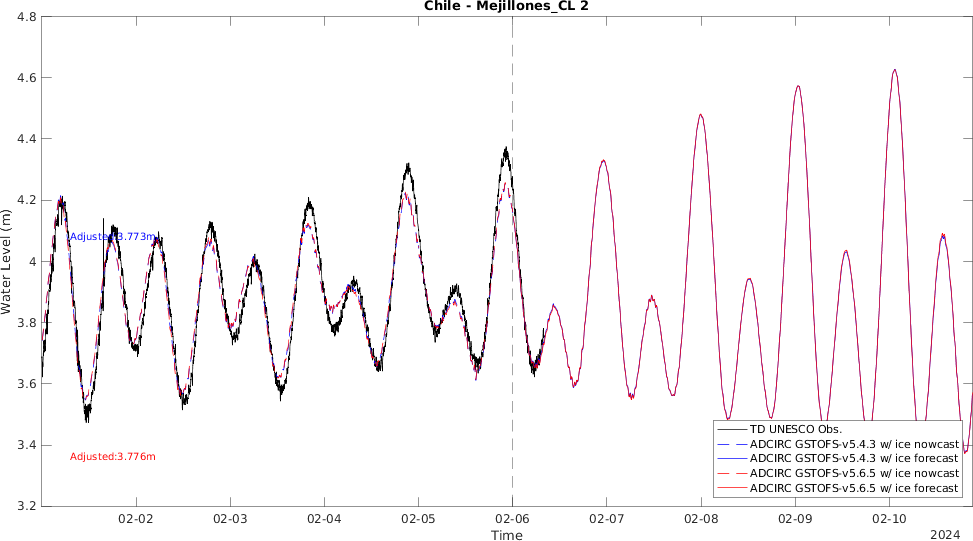 Chile - Mejillones_CL 2
4.8
4.6
4.4
4.2
4
3.8
3.6
3.4
3.2
Water Level (m)
Adjusted:3.773m
Adjusted:3.776m
TD UNESCO Obs.
ADCIRC GSTOFS-v5.4.3 w/ ice nowcast
ADCIRC GSTOFS-v5.4.3 w/ ice forecast
ADCIRC GSTOFS-v5.6.5 w/ ice nowcast
ADCIRC GSTOFS-v5.6.5 w/ ice forecast
02-02 02-03 02-04 02-05 02-06 02-07 02-08 02-09 02-10
Time
2024